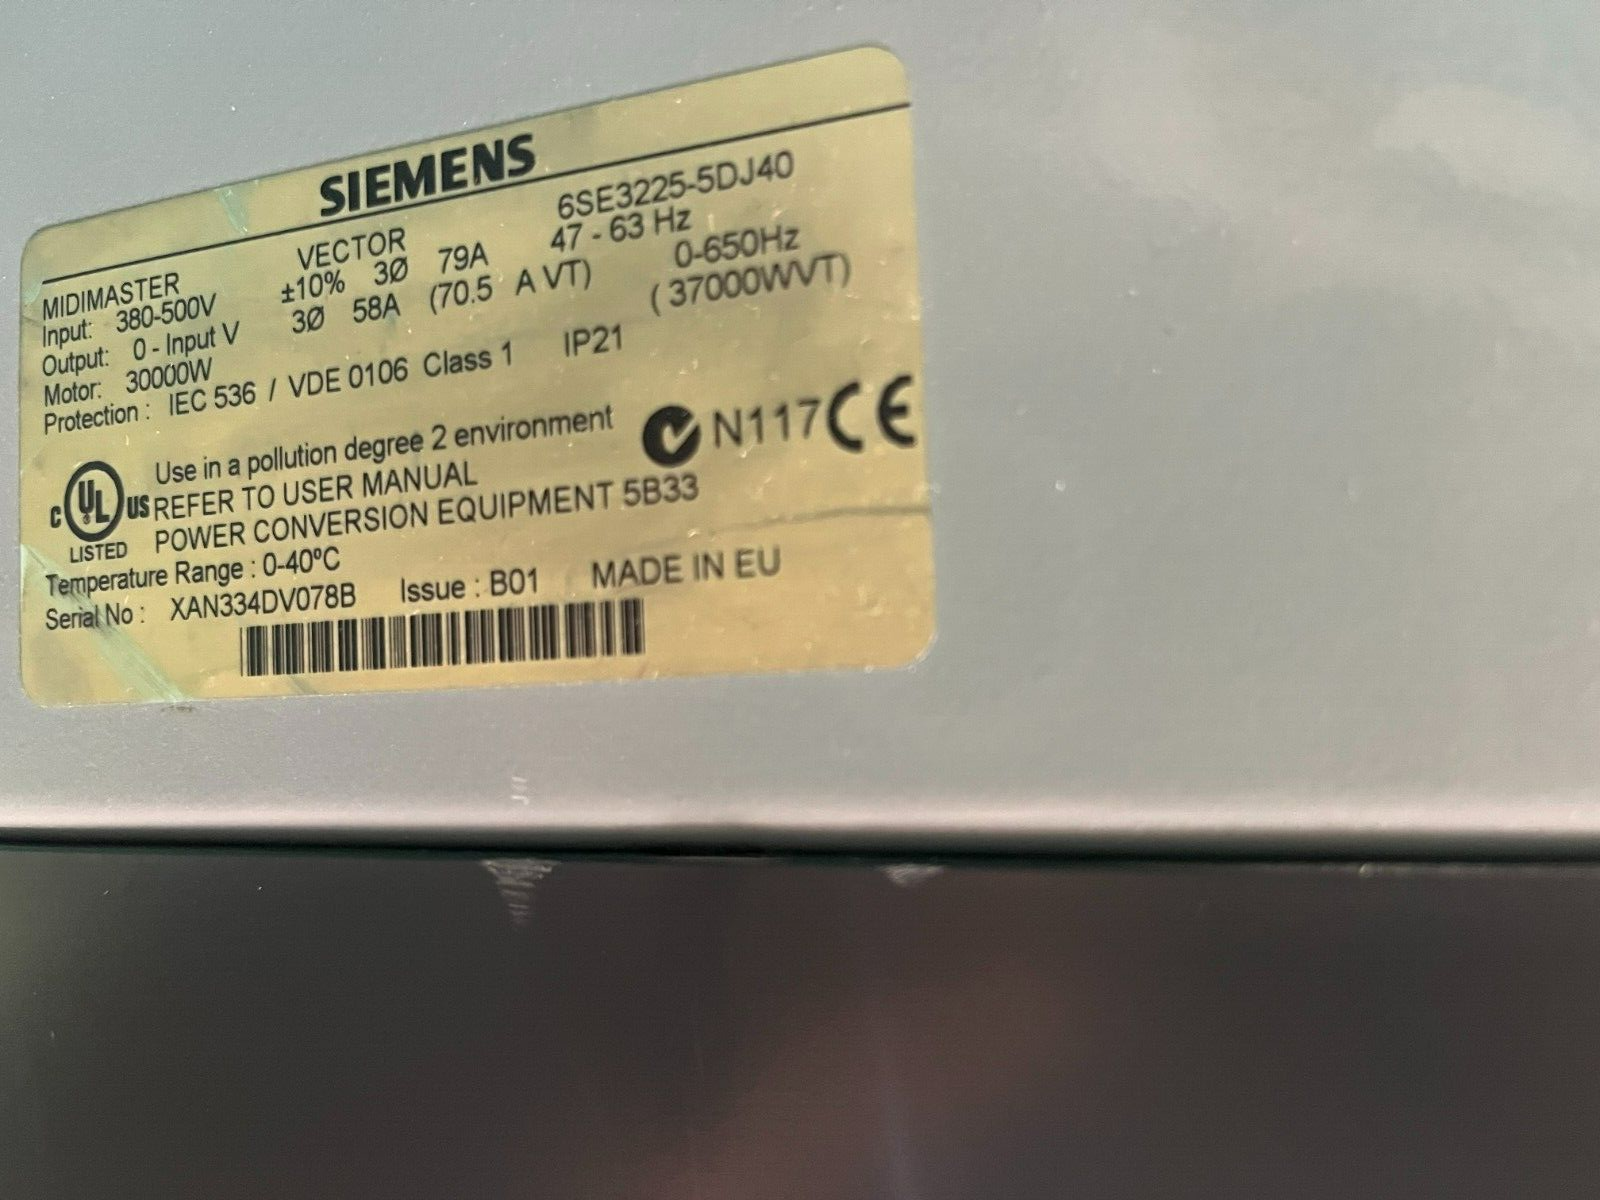 SIEMENS
MIDIMASTER VECTOR 6SE3225-5DJ40
Input: 380-500V ±10% 3Ø 79A 47 - 63 Hz
Output: 0 - Input V 3Ø 58A (70.5 A VT) 0-650Hz
Motor: 30000W ( 37000WVT)
Protection : IEC 536 / VDE 0106 Class 1 IP21
Use in a pollution degree 2 environment N117 CE
C UL US REFER TO USER MANUAL
LISTED POWER CONVERSION EQUIPMENT 5B33
Temperature Range : 0-40ºC
Serial No : XAN334DV078B Issue : B01 MADE IN EU